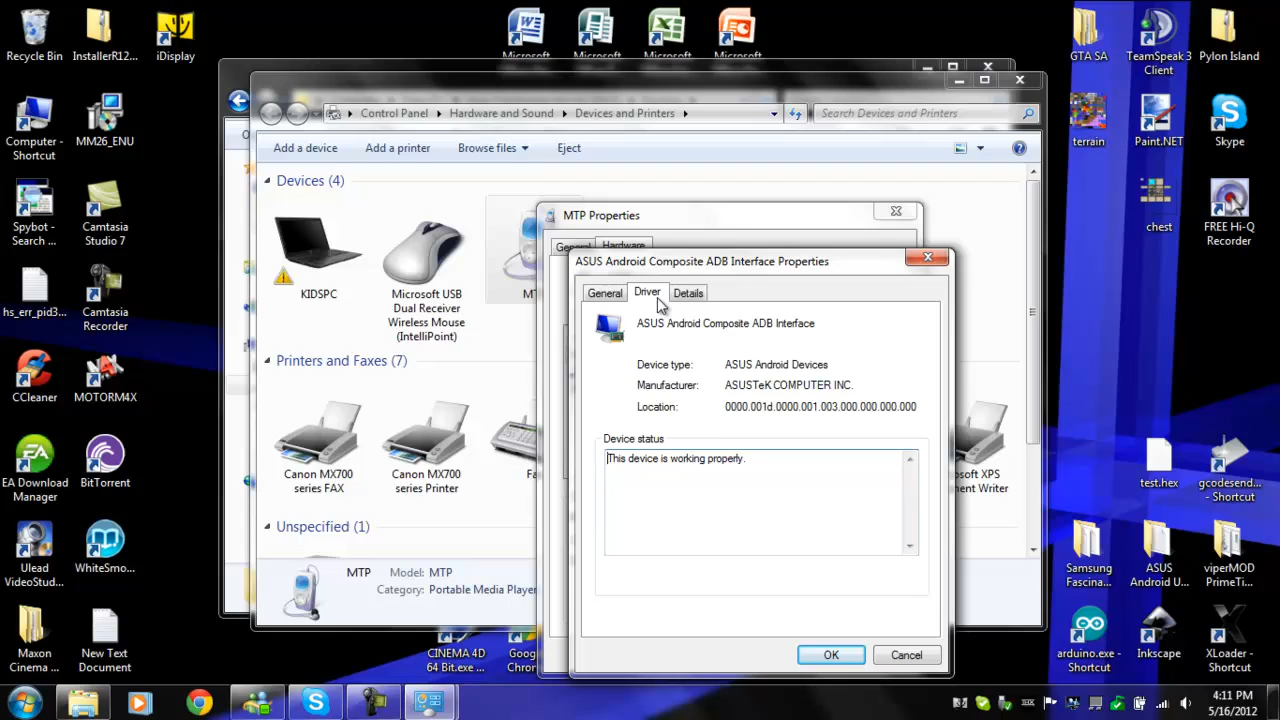 Recycle Bin
InstallerR12...
iDisplay
Microsoft
Microsoft
Microsoft
Microsoft
GTA SA
TeamSpeak 3
Client
Pylon Island
Computer -
Shortcut
MM26_ENU
Control Panel
Hardware and Sound
Devices and Printers
Search Devices and Printers
terrain
Paint.NET
Skype
Add a device
Add a printer
Browse files
Eject
Devices (4)
Spybot -
Search ...
Camtasia
Studio 7
MTP Properties
General
Hardware
chest
FREE Hi-Q
Recorder
KIDSPC
Microsoft USB
Dual Receiver
Wireless Mouse
(IntelliPoint)
ASUS Android Composite ADB Interface Properties
General
Driver
Details
ASUS Android Composite ADB Interface
Device type:
ASUS Android Devices
Manufacturer:
ASUSTeK COMPUTER INC.
Location:
0000.001d.0000.001.003.000.000.000.000
Device status
This device is working properly.
OK
Cancel
hs_err_pid3...
Camtasia
Recorder
Printers and Faxes (7)
CCleaner
MOTORM4X
Canon MX700
series FAX
Canon MX700
series Printer
EA Download
Manager
BitTorrent
test.hex
gcodesend...
- Shortcut
Unspecified (1)
Ulead
VideoStud...
WhiteSmo...
MTP
Model: MTP
Category: Portable Media Player
Samsung
Fascina...
ASUS
Android U...
viperMOD
PrimeTi...
Maxon
Cinema ...
New Text
Document
CINEMA 4D
64 Bit.exe ...
arduino.exe -
Shortcut
Inkscape
XLoader -
Shortcut
4:11 PM
5/16/2012